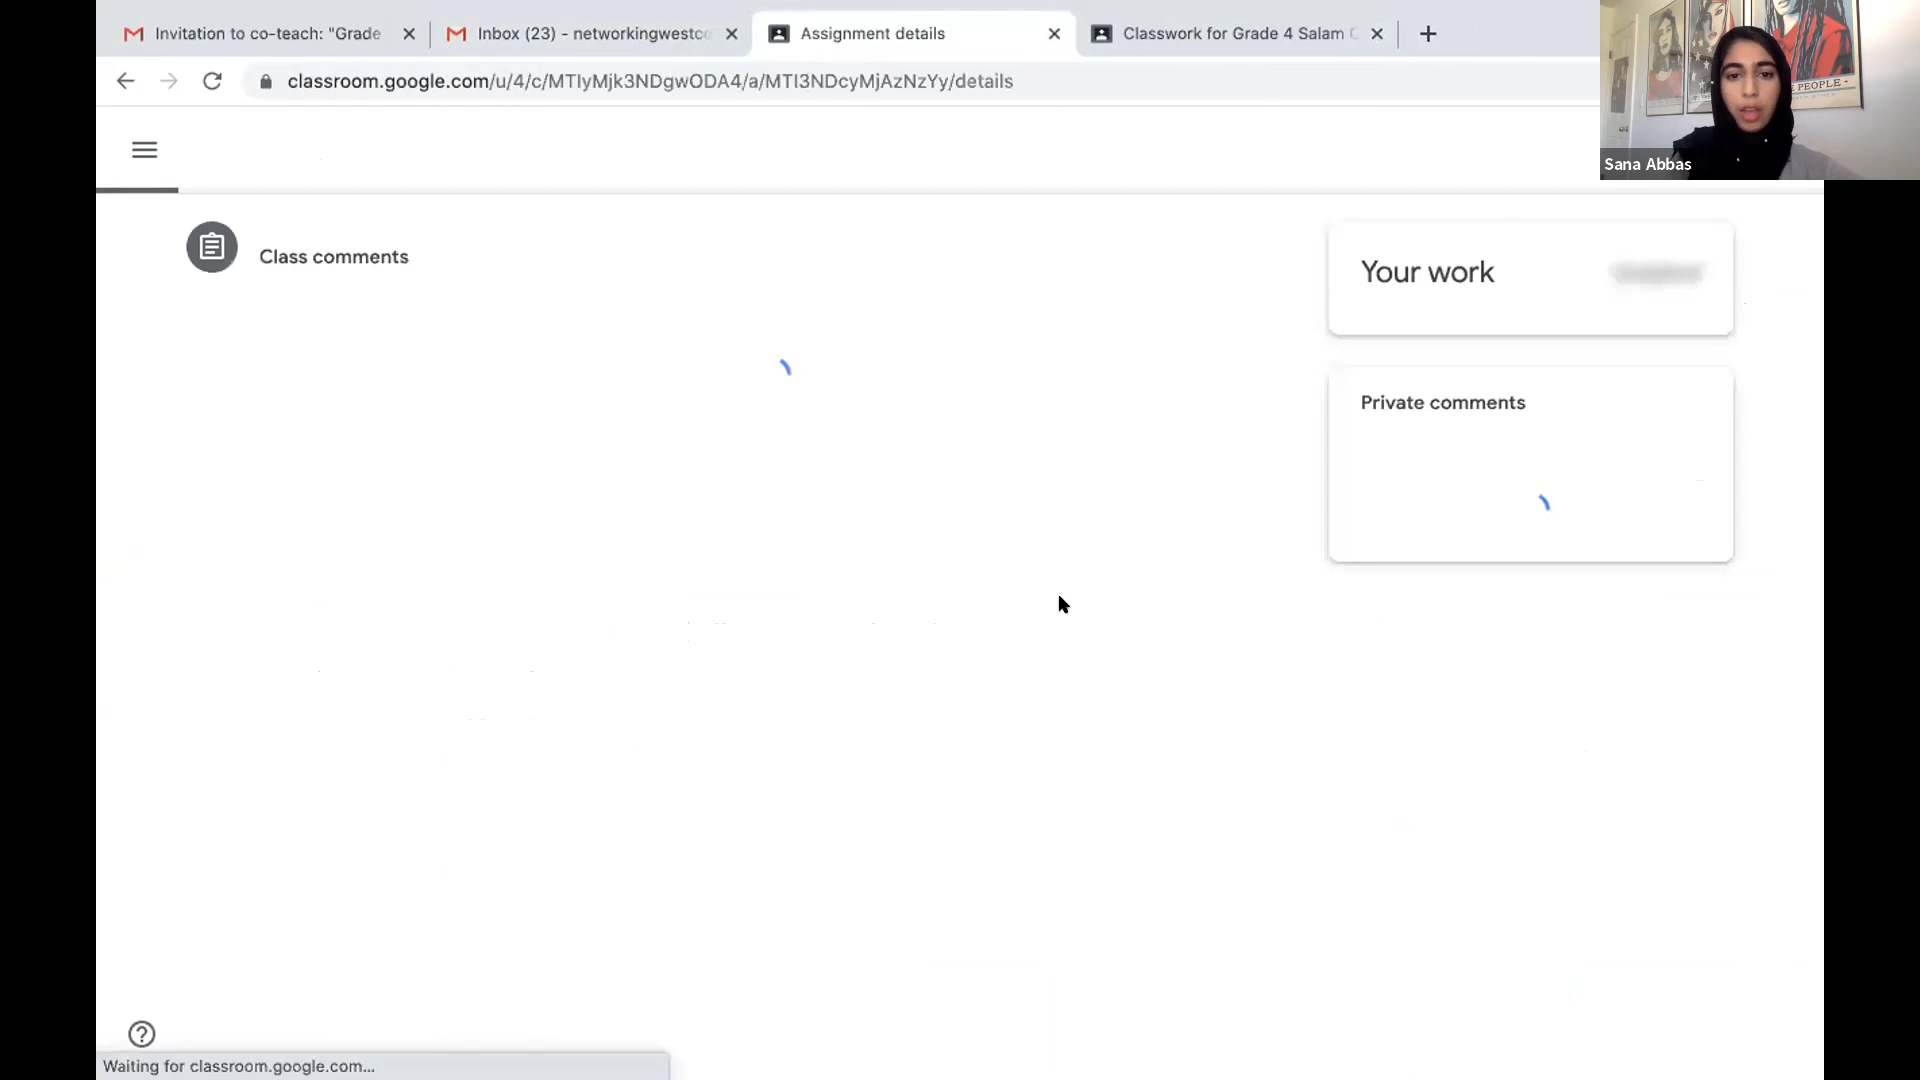 Invitation to co-teach: "Grade
Inbox (23) - networkingwestco
Assignment details
Classwork for Grade 4 Salam C
classroom.google.com/u/4/c/MTIyMjk3NDgwODA4/a/MTI3NDcyMjAzNzYy/details
E PEOPLE
Sana Abbas
Class comments
Your work
Private comments
Waiting for classroom.google.com...